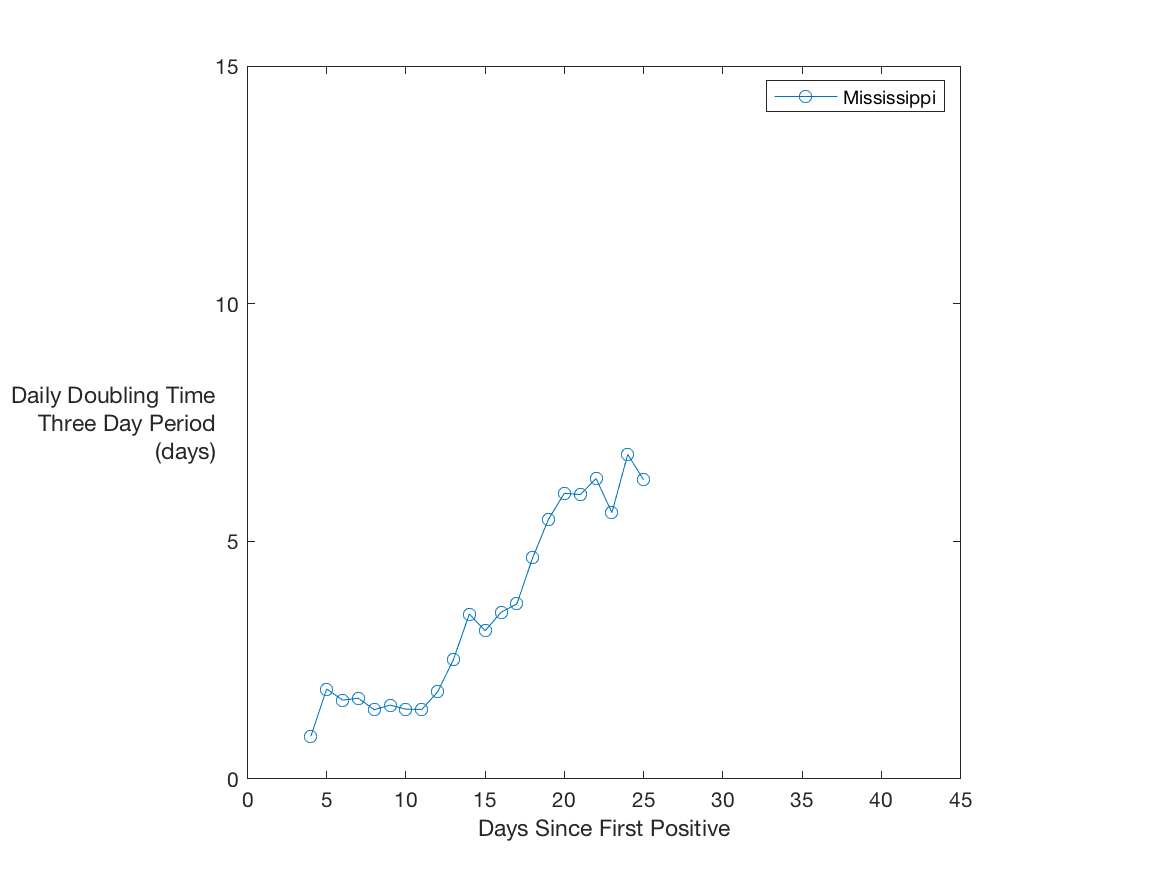 15
Mississippi
10
Daily Doubling Time
Three Day Period
(days)
5
0
0 5 10 15 20 25 30 35 40 45
Days Since First Positive